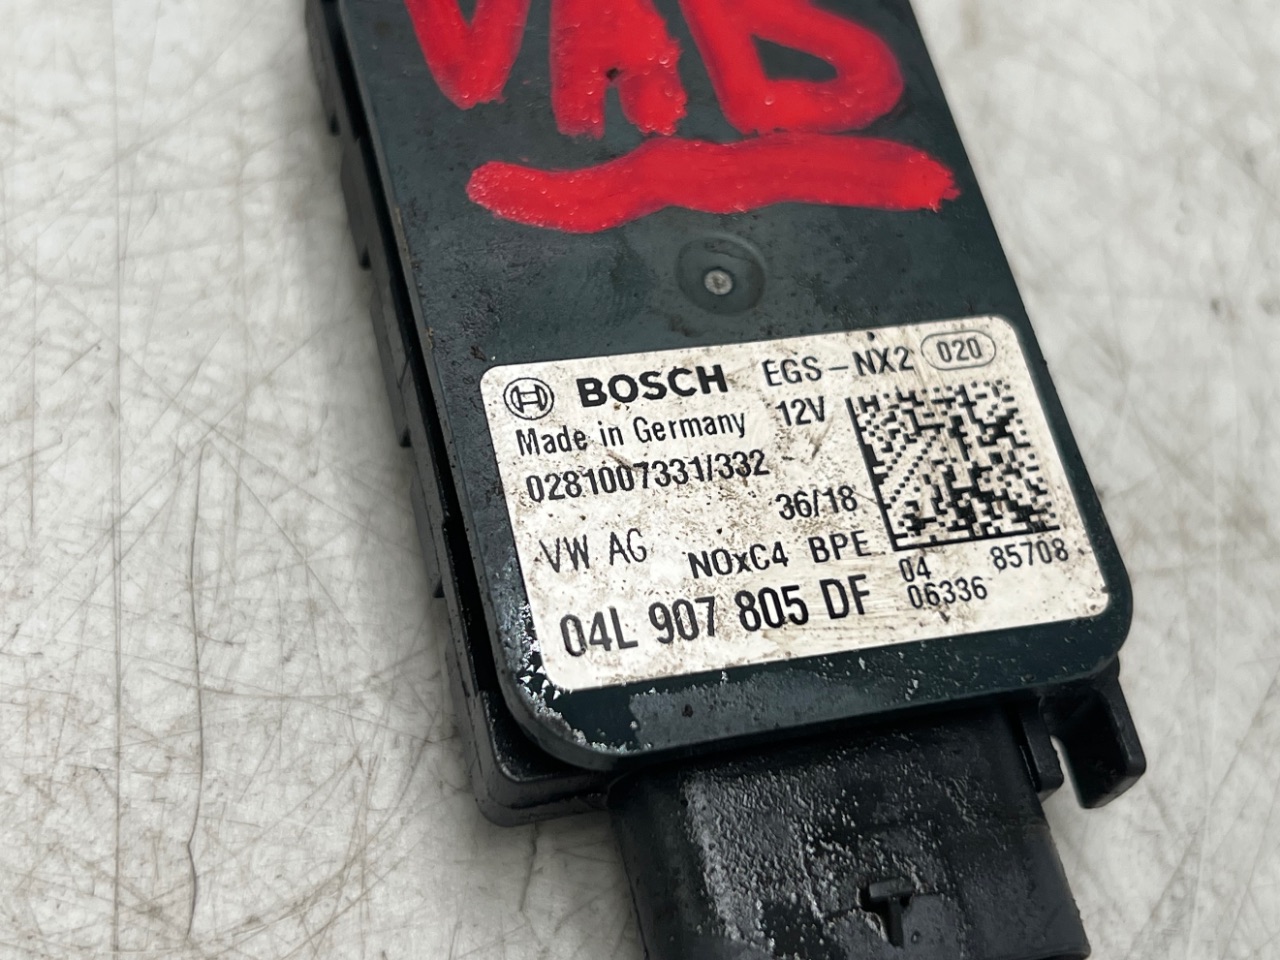 VAB
BOSCH EGS-NX2 020
Made in Germany 12V
0281007331/332
36/18
VW AG NOxC4 BPE
04 85708
04L 907 805 DF 06336